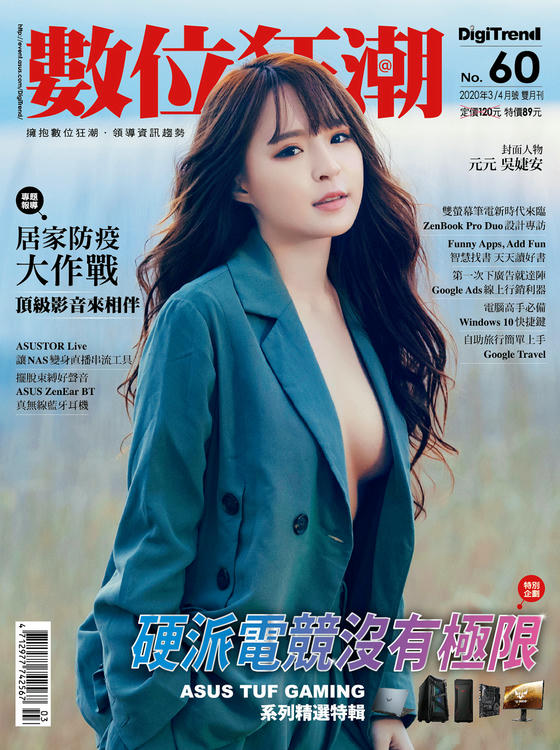 http://event.asus.com/DigiTrend/
數位狂潮
@
擁抱數位狂潮・領導資訊趨勢
DigiTrend
No. 60
2020年3/4月號 雙月刊
定價120元 特價89元
封面人物
元元 吳婕安
專題
報導
居家防疫
大作戰
頂級影音來相伴
ASUSTOR Live
讓NAS變身直播串流工具
擺脫束縛好聲音
ASUS ZenEar BT
真無線藍牙耳機
雙螢幕筆電新時代來臨
ZenBook Pro Duo設計專訪
Funny Apps, Add Fun
智慧找書 天天讀好書
第一次下廣告就達陣
Google Ads線上行銷利器
電腦高手必備
Windows 10快捷鍵
自助旅行簡單上手
Google Travel
特別
企劃
硬派電競沒有極限
ASUS TUF GAMING
系列精選特輯
4 712977 742567
03